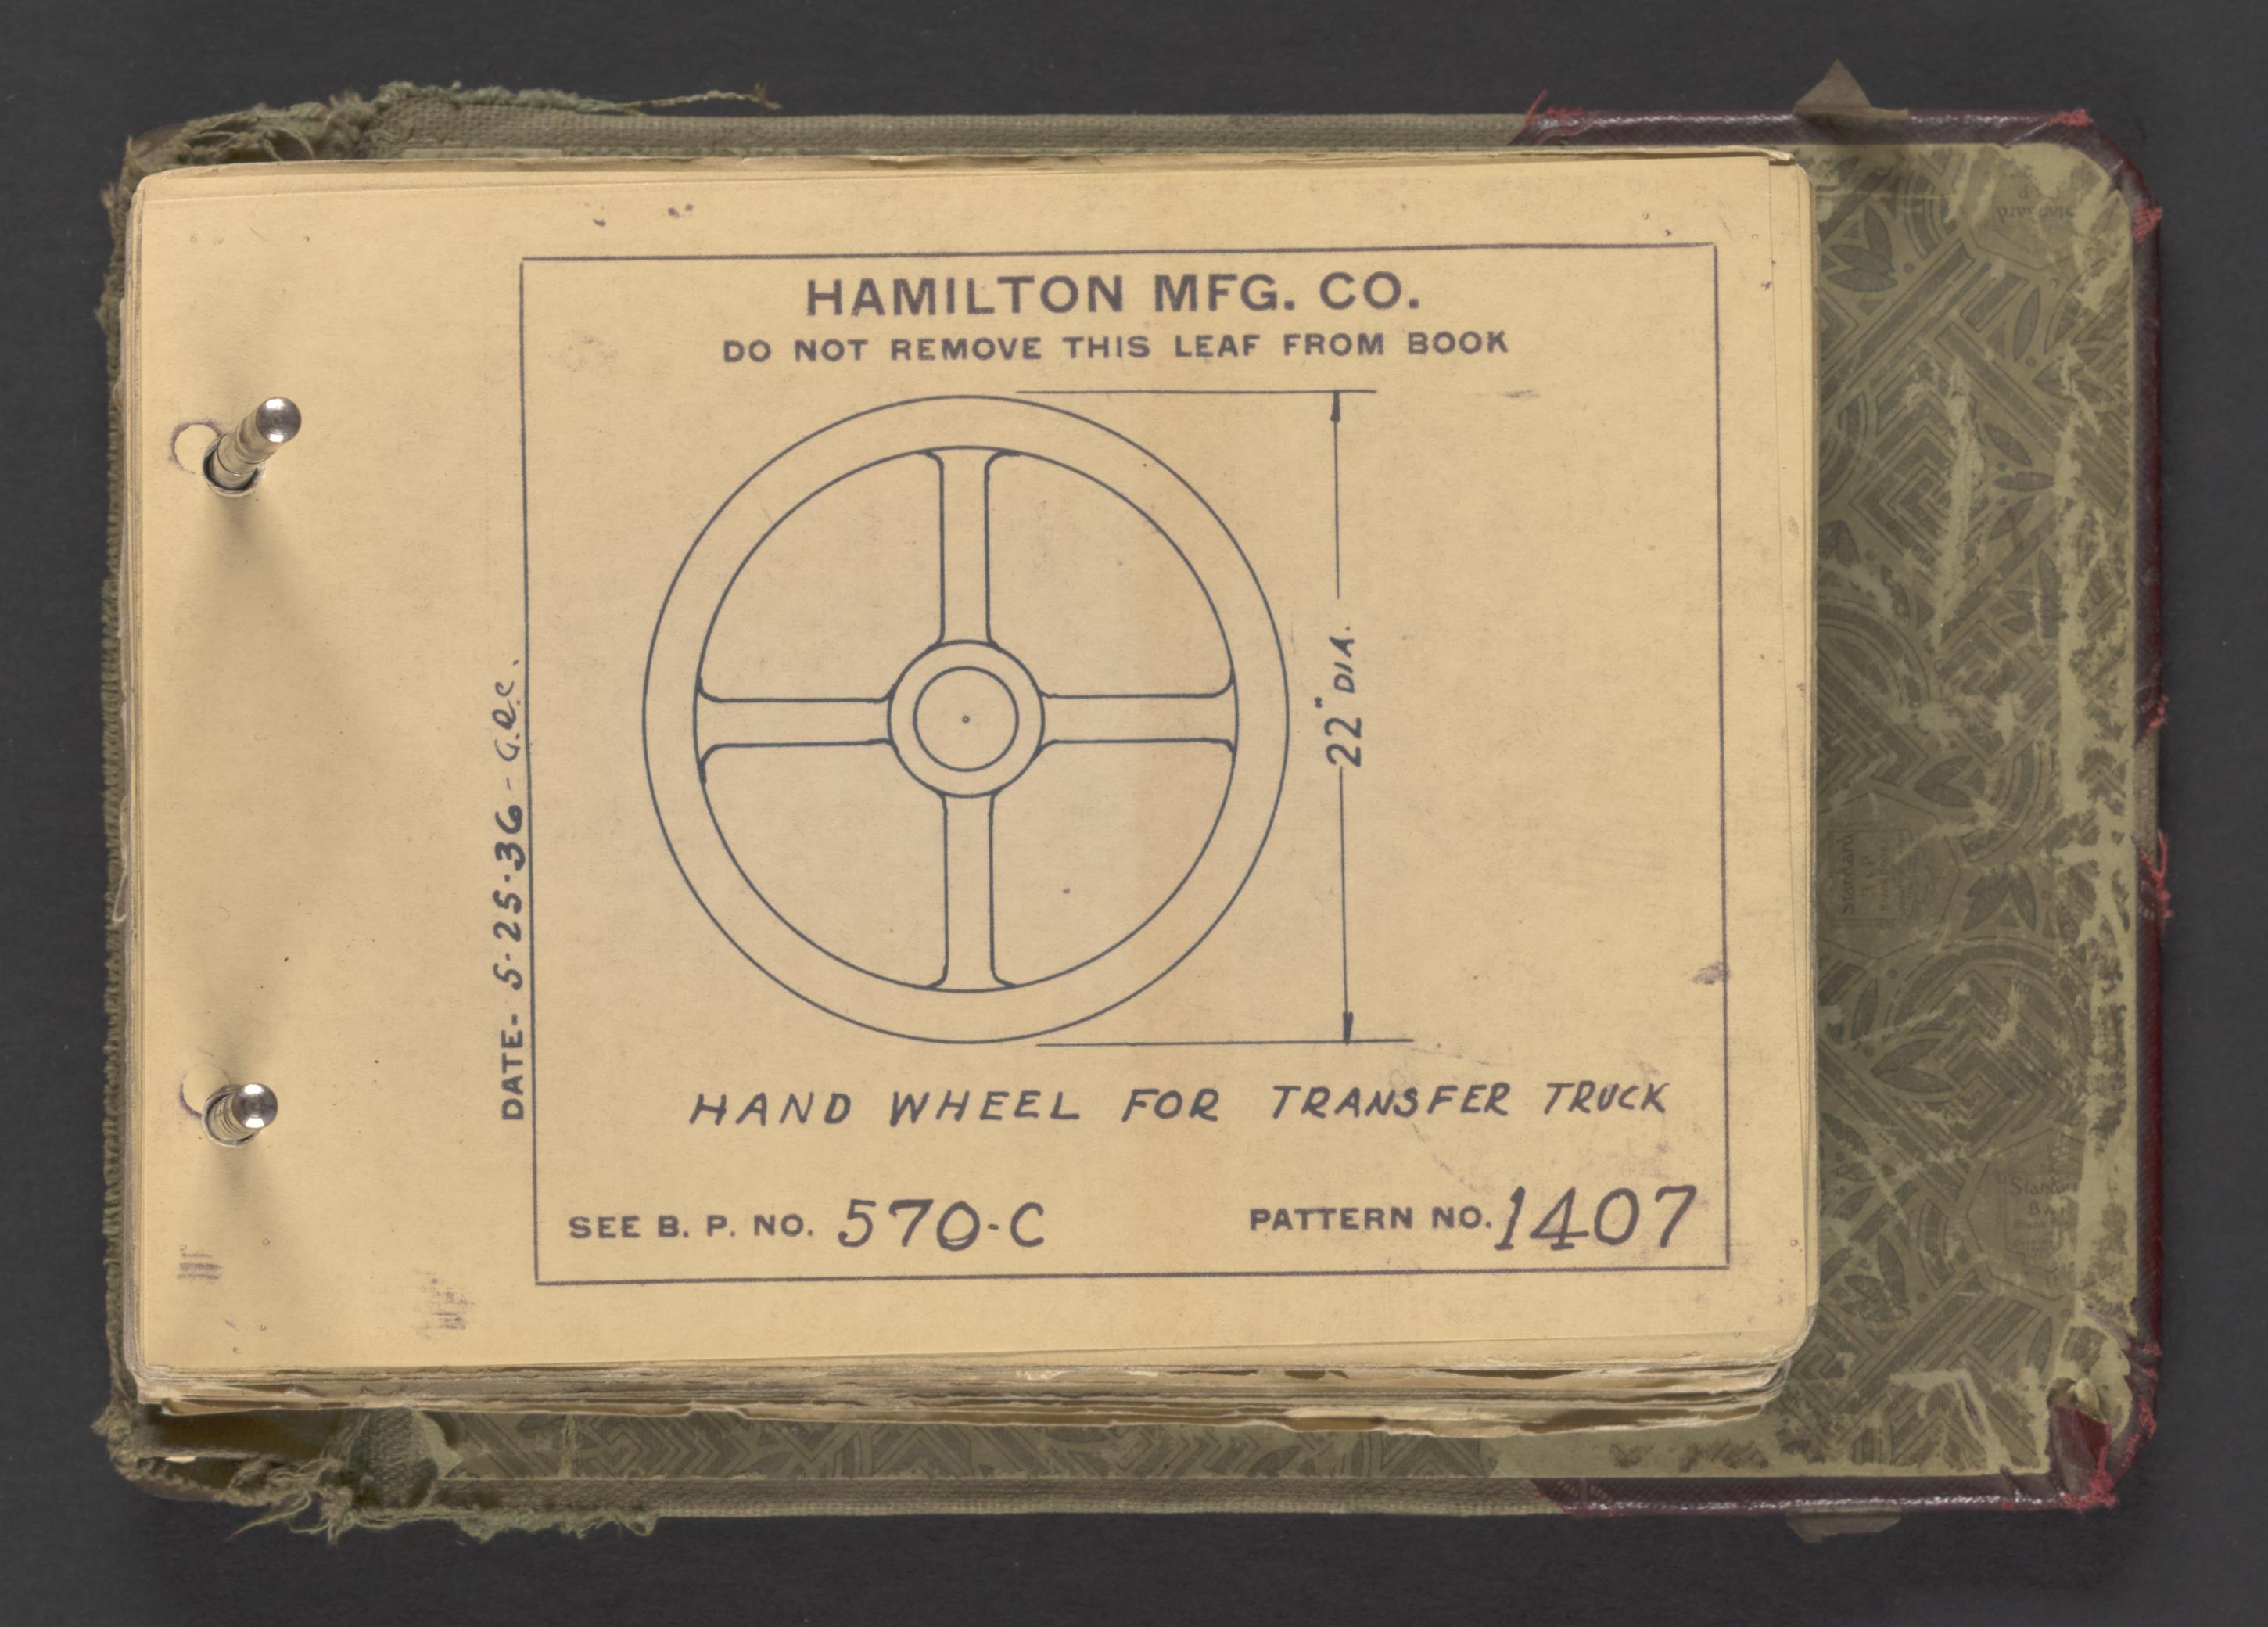 HAMILTON MFG. CO.
DO NOT REMOVE THIS LEAF FROM BOOK
22" DIA.
DATE- 5-25-36- G.E.C.
HAND WHEEL FOR TRANSFER TRUCK
SEE B. P. NO. 570-C
PATTERN NO. 1407
Standard